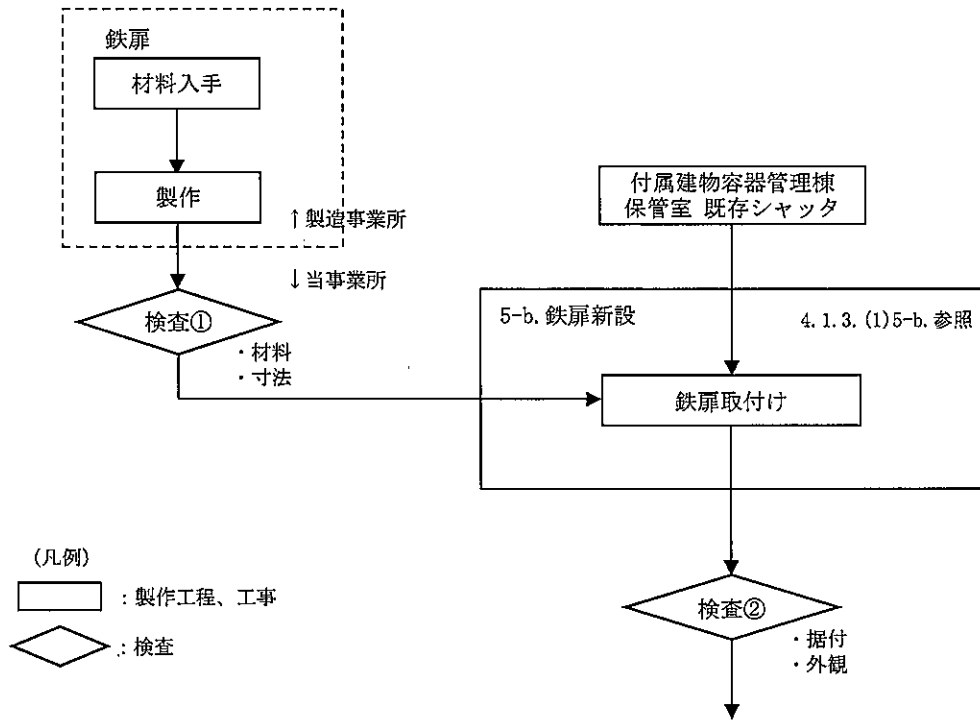 鉄扉
材料入手
製作
↑製造事業所
↓当事業所
検査①
・材料
・寸法
付属建物容器管理棟
保管室 既存シャッタ
5-b. 鉄扉新設
4.1.3. (1)5-b. 参照
鉄扉取付け
検査②
・据付
・外観
(凡例)
：製作工程、工事
：検査